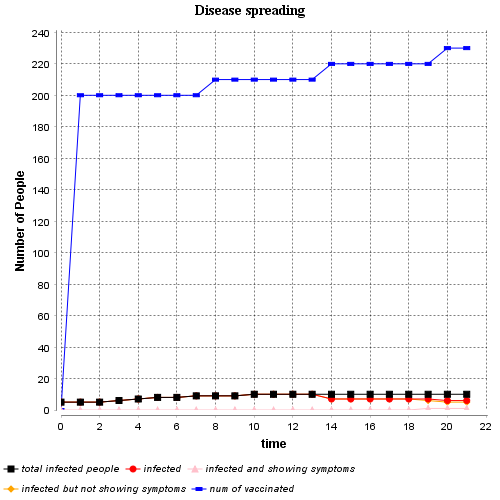 Disease spreading
Number of People
240
220
200
180
160
140
120
100
80
60
40
20
0
0 2 4 6 8 10 12 14 16 18 20 22
time
total infected people infected infected and showing symptoms
infected but not showing symptoms num of vaccinated